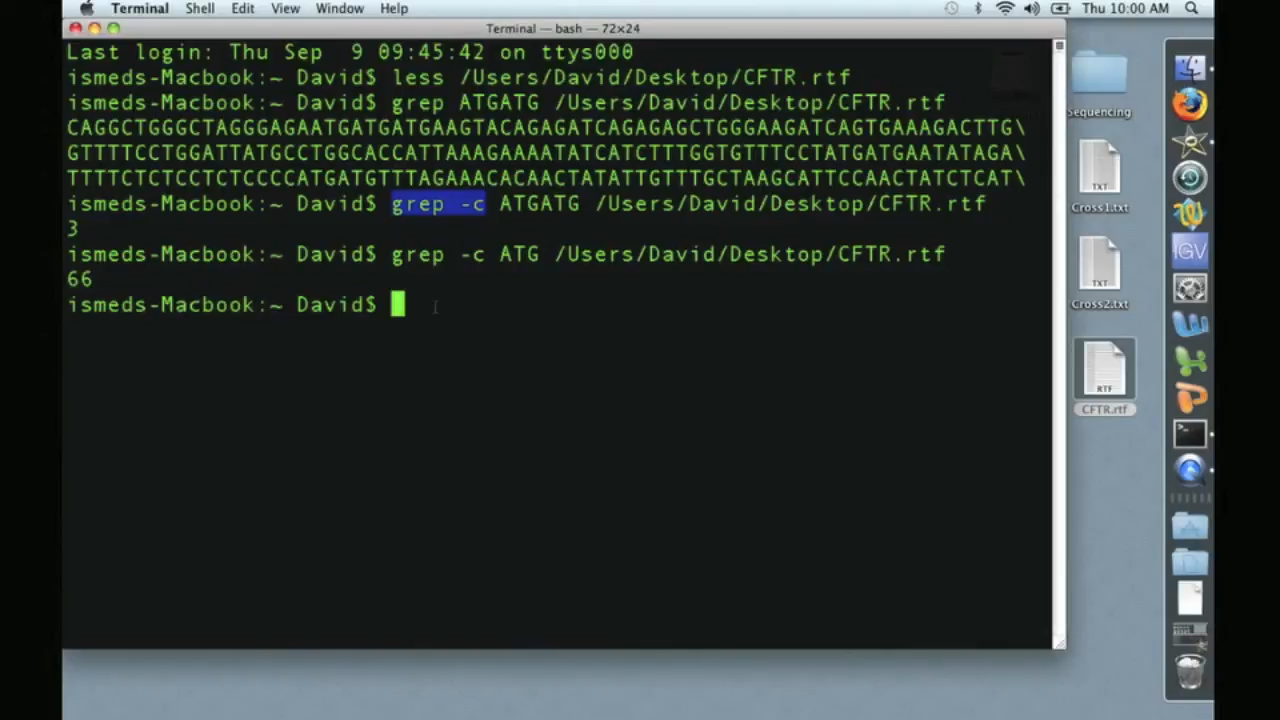 Terminal Shell Edit View Window Help Thu 10:00 AM
Terminal — bash — 72×24
Last login: Thu Sep  9 09:45:42 on ttys000
ismeds-Macbook:~ David$ less /Users/David/Desktop/CFTR.rtf
ismeds-Macbook:~ David$ grep ATGATG /Users/David/Desktop/CFTR.rtf
CAGGCTGGGCTAGGGAGAATGATGATGAAGTACAGAGATCAGAGAGCTGGGAAGATCAGTGAAAGACTTG\
GTTTTCCTGGATTATGCCTGGCACCATTAAAGAAAATATCATCTTTGGTGTTTCCTATGATGAATATAGA\
TTTTCTCTCCTCTCCCCATGATGTTTAGAAACACAACTATATTGTTTGCTAAGCATTCCAACTATCTCAT\
ismeds-Macbook:~ David$ grep -c ATGATG /Users/David/Desktop/CFTR.rtf
3
ismeds-Macbook:~ David$ grep -c ATG /Users/David/Desktop/CFTR.rtf
66
ismeds-Macbook:~ David$
Sequencing
TXT
Cross1.txt
TXT
Cross2.txt
RTF
CFTR.rtf
IGV